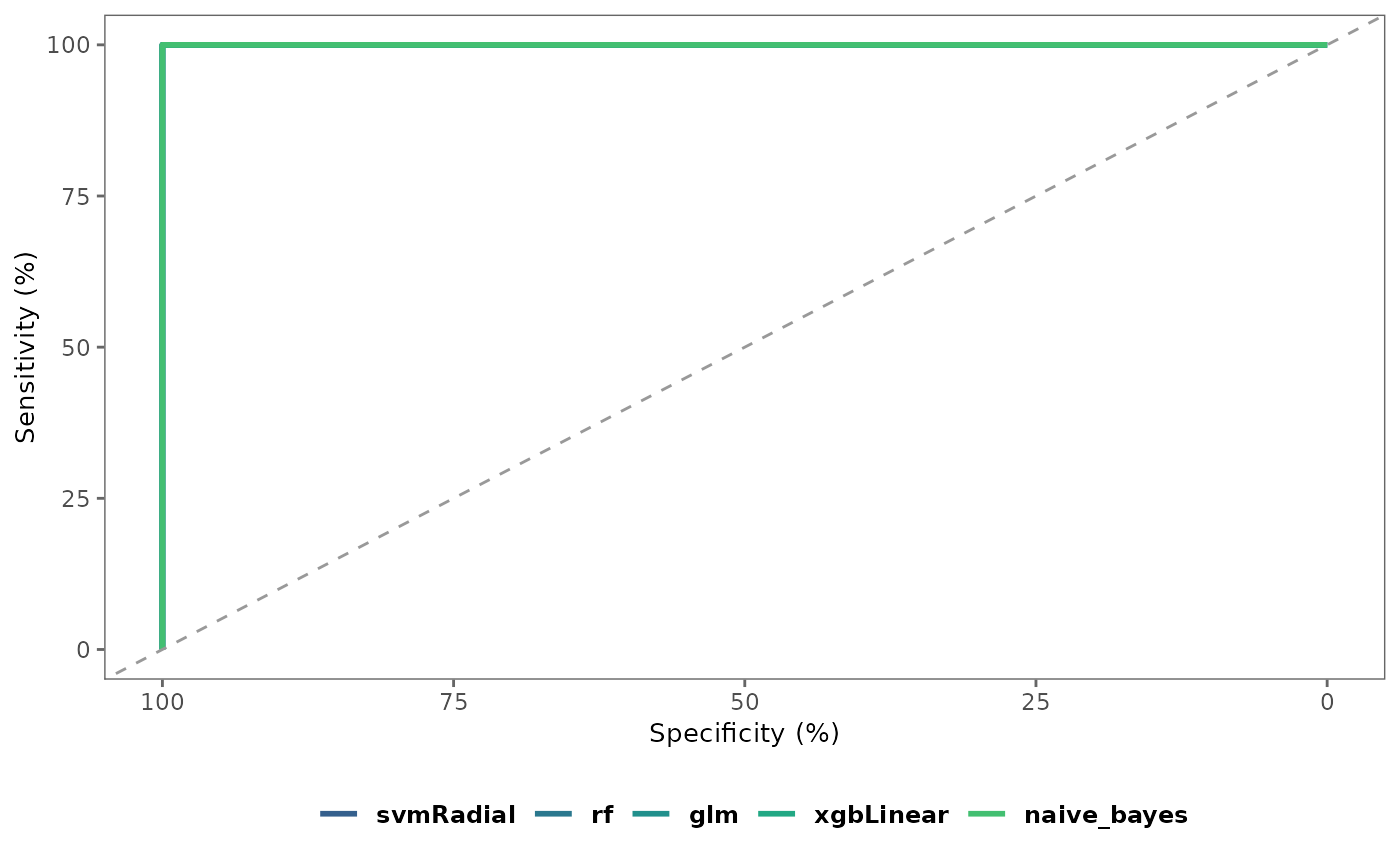 100
75
50
25
0
Sensitivity (%)
100 75 50 25 0
Specificity (%)
svmRadial rf glm xgbLinear naive_bayes